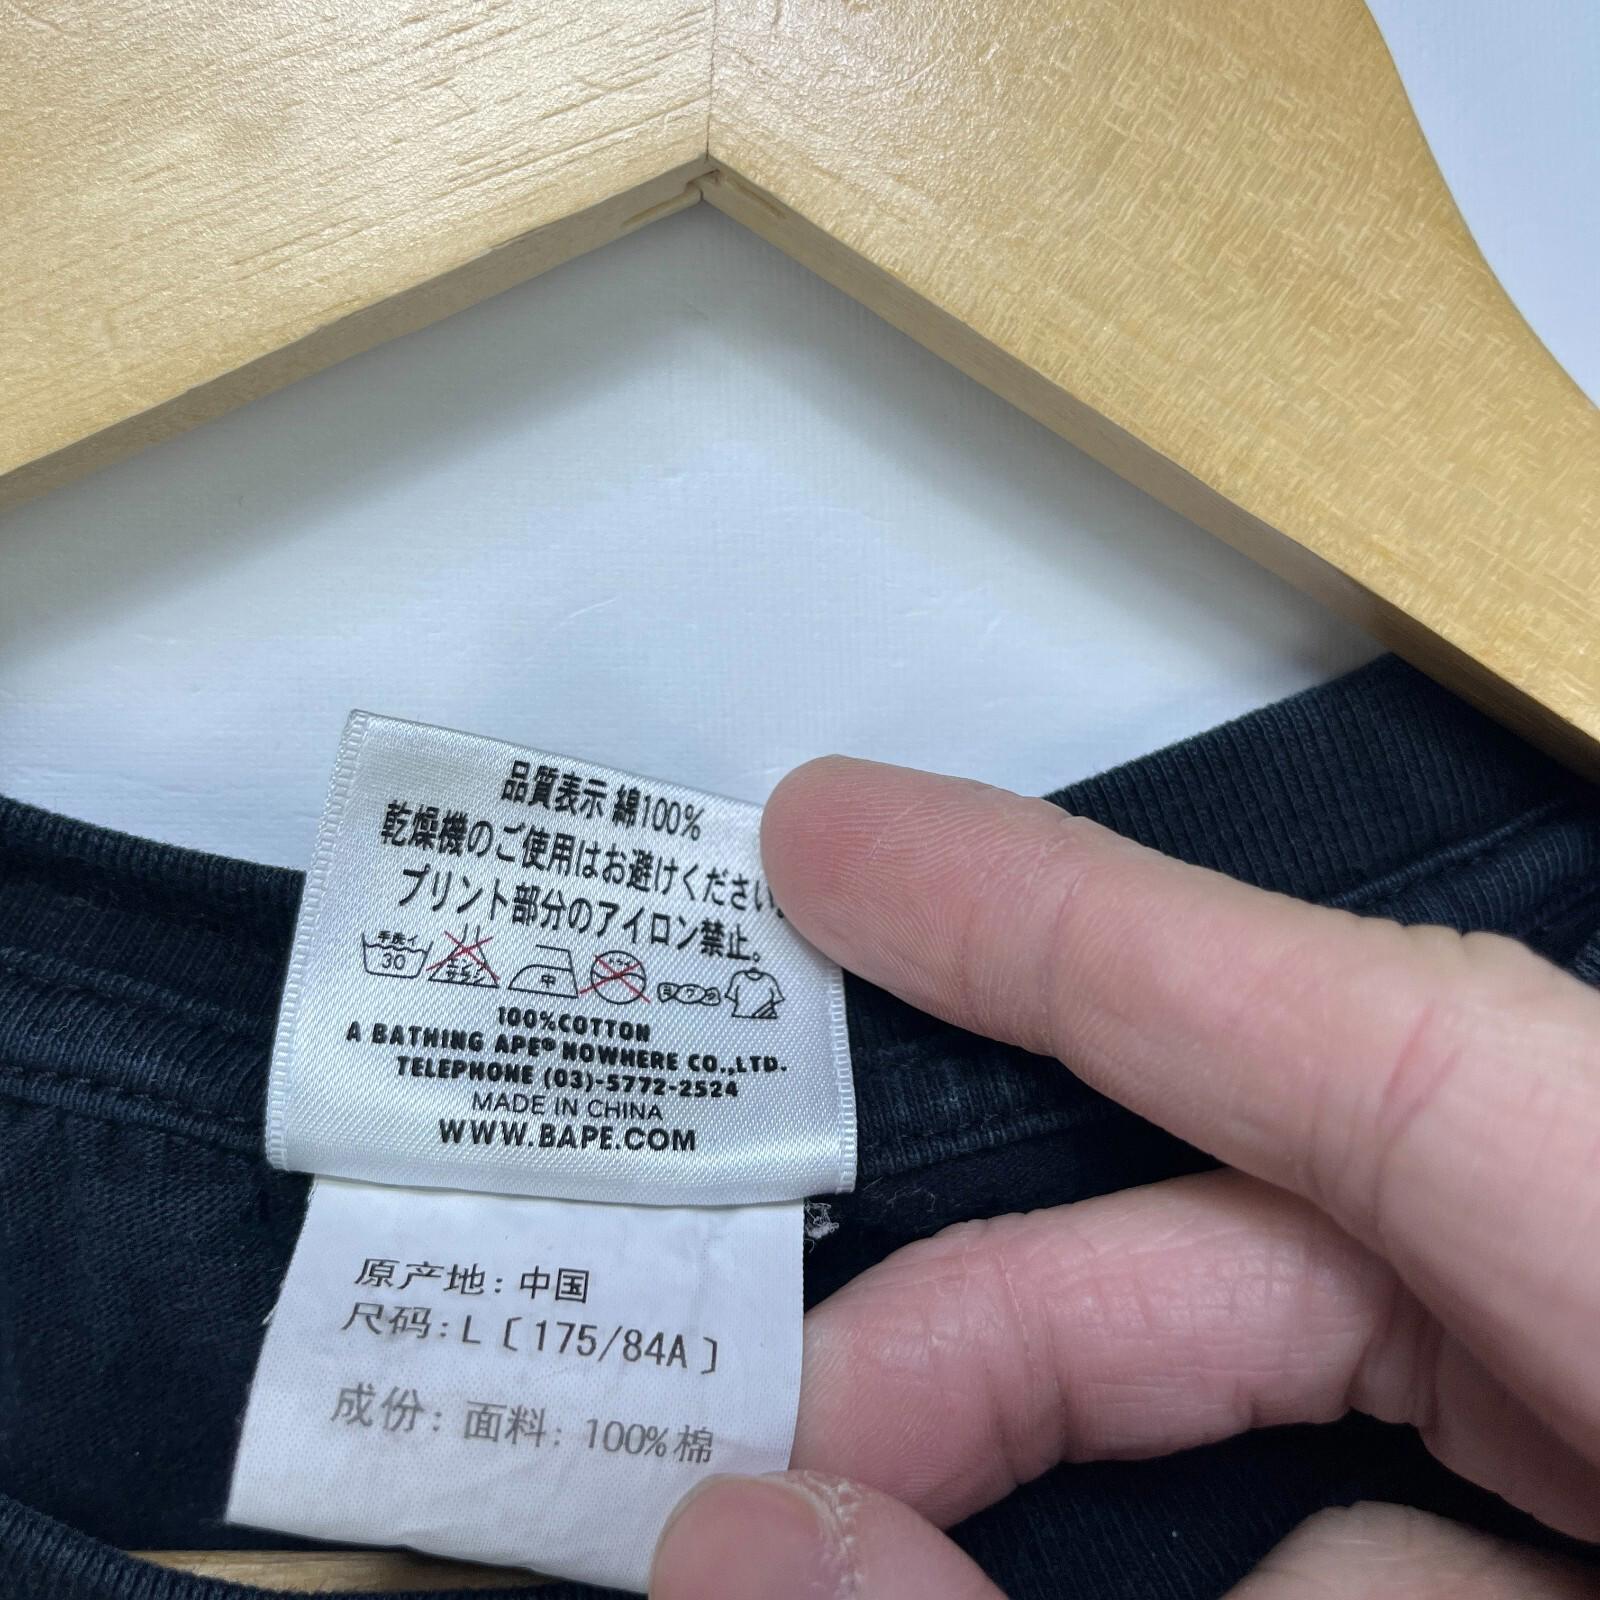 品質表示 綿100%
乾燥機のご使用はお避けください。
プリント部分のアイロン禁止。
手洗イ
30
中
100%COTTON
A BATHING APE® NOWHERE CO.,LTD.
TELEPHONE (03)-5772-2524
MADE IN CHINA
WWW.BAPE.COM
原产地: 中国
尺码: L〔175/84A〕
成份: 面料: 100%棉